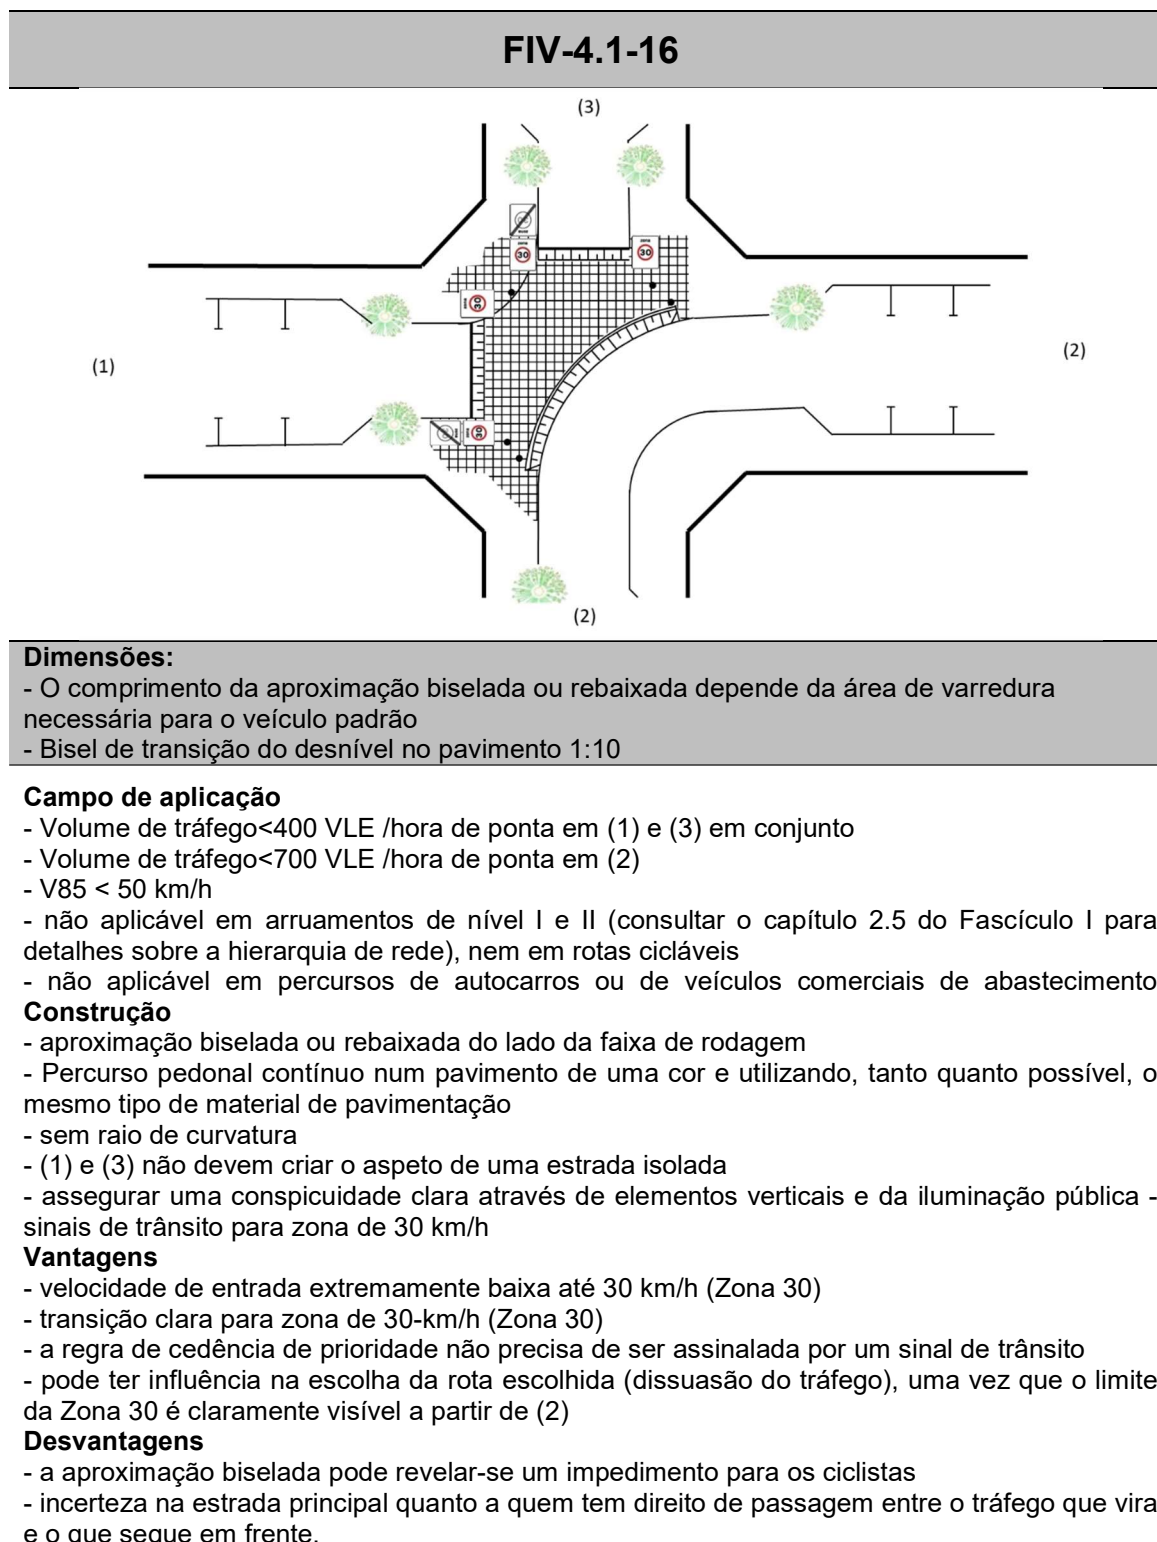 FIV-4.1-16
(3)
30
30
30
(1)
(2)
30
(2)
Dimensões:
- O comprimento da aproximação biselada ou rebaixada depende da área de varredura
necessária para o veículo padrão
- Bisel de transição do desnível no pavimento 1:10
Campo de aplicação
- Volume de tráfego<400 VLE /hora de ponta em (1) e (3) em conjunto
- Volume de tráfego<700 VLE /hora de ponta em (2)
- V85 < 50 km/h
- não aplicável em arruamentos de nível I e II (consultar o capítulo 2.5 do Fascículo I para
detalhes sobre a hierarquia de rede), nem em rotas cicláveis
- não aplicável em percursos de autocarros ou de veículos comerciais de abastecimento
Construção
- aproximação biselada ou rebaixada do lado da faixa de rodagem
- Percurso pedonal contínuo num pavimento de uma cor e utilizando, tanto quanto possível, o
mesmo tipo de material de pavimentação
- sem raio de curvatura
- (1) e (3) não devem criar o aspeto de uma estrada isolada
- assegurar uma conspicuidade clara através de elementos verticais e da iluminação pública -
sinais de trânsito para zona de 30 km/h
Vantagens
- velocidade de entrada extremamente baixa até 30 km/h (Zona 30)
- transição clara para zona de 30-km/h (Zona 30)
- a regra de cedência de prioridade não precisa de ser assinalada por um sinal de trânsito
- pode ter influência na escolha da rota escolhida (dissuasão do tráfego), uma vez que o limite
da Zona 30 é claramente visível a partir de (2)
Desvantagens
- a aproximação biselada pode revelar-se um impedimento para os ciclistas
- incerteza na estrada principal quanto a quem tem direito de passagem entre o tráfego que vira
e o que segue em frente.